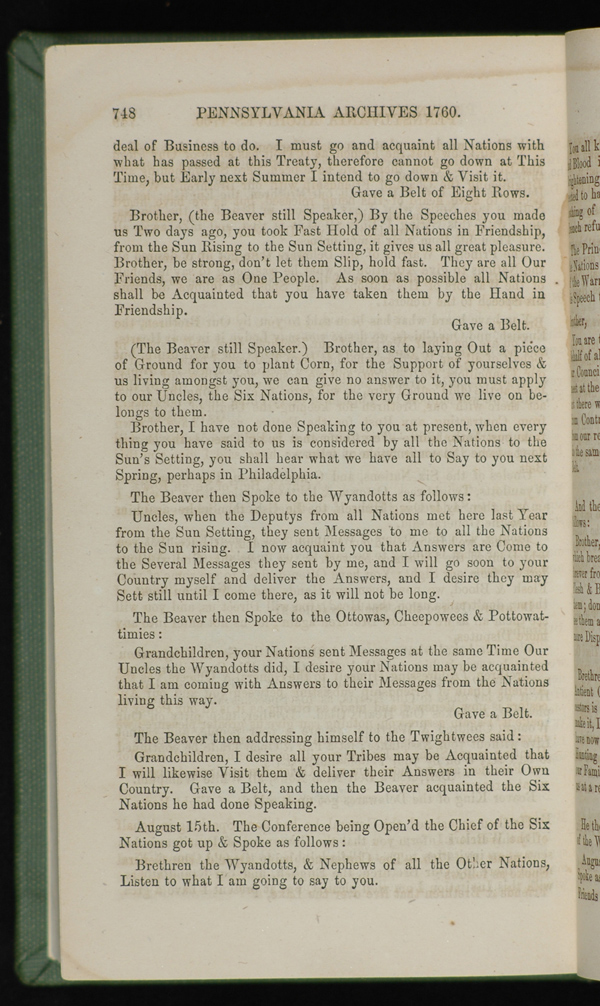 748 PENNSYLVANIA ARCHIVES 1760.
deal of Business to do. I must go and acquaint all Nations with
what has passed at this Treaty, therefore cannot go down at This
Time, but Early next Summer I intend to go down & Visit it.
Gave a Belt of Eight Rows.
Brother, (the Beaver still Speaker,) By the Speeches you made
us Two days ago, you took Fast Hold of all Nations in Friendship,
from the Sun Rising to the Sun Setting, it gives us all great pleasure.
Brother, be strong, don't let them Slip, hold fast. They are all Our
Friends, we are as One People. As soon as possible all Nations
shall be Acquainted that you have taken them by the Hand in
Friendship.
Gave a Belt.
(The Beaver still Speaker.) Brother, as to laying Out a piece
of Ground for you to plant Corn, for the Support of yourselves &
us living amongst you, we can give no answer to it, you must apply
to our Uncles, the Six Nations, for the very Ground we live on be-
longs to them.
Brother, I have not done Speaking to you at present, when every
thing you have said to us is considered by all the Nations to the
Sun's Setting, you shall hear what we have all to Say to you next
Spring, perhaps in Philadelphia.
The Beaver then Spoke to the Wyandotts as follows:
Uncles, when the Deputys from all Nations met here last Year
from the Sun Setting, they sent Messages to me to all the Nations
to the Sun rising. I now acquaint you that Answers are Come to
the Several Messages they sent by me, and I will go soon to your
Country myself and deliver the Answers, and I desire they may
Sett still until I come there, as it will not be long.
The Beaver then Spoke to the Ottowas, Cheepowees & Pottowat-
timies:
Grandchildren, your Nations sent Messages at the same Time Our
Uncles the Wyandotts did, I desire your Nations may be acquainted
that I am coming with Answers to their Messages from the Nations
living this way.
Gave a Belt.
The Beaver then addressing himself to the Twightwees said:
Grandchildren, I desire all your Tribes may be Acquainted that
I will likewise Visit them & deliver their Answers in their Own
Country. Gave a Belt, and then the Beaver acquainted the Six
Nations he had done Speaking.
August 15th. The Conference being Open'd the Chief of the Six
Nations got up & Spoke as follows:
Brethren the Wyandotts, & Nephews of all the Other Nations,
Listen to what I am going to say to you.